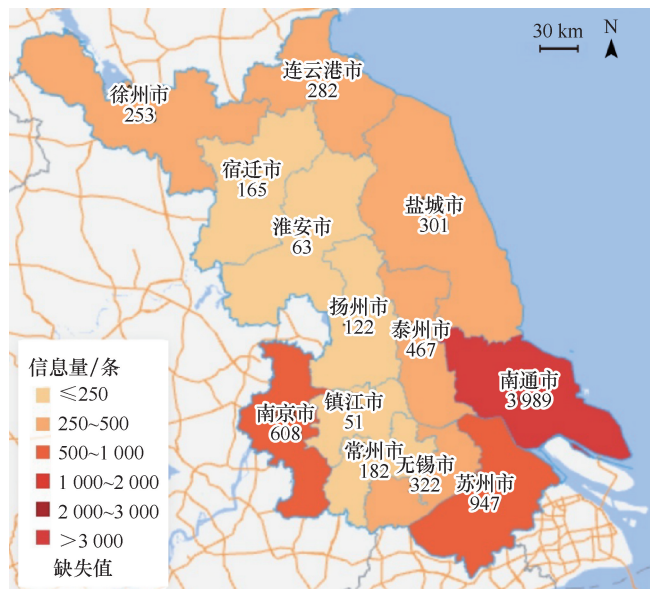 30 km
N
连云港市
282
徐州市
253
宿迁市
165
盐城市
301
淮安市
63
扬州市
122
泰州市
467
南通市
3 989
南京市
608
镇江市
51
常州市
182
无锡市
322
苏州市
947
信息量/条
≤250
250~500
500~1 000
1 000~2 000
2 000~3 000
>3 000
缺失值